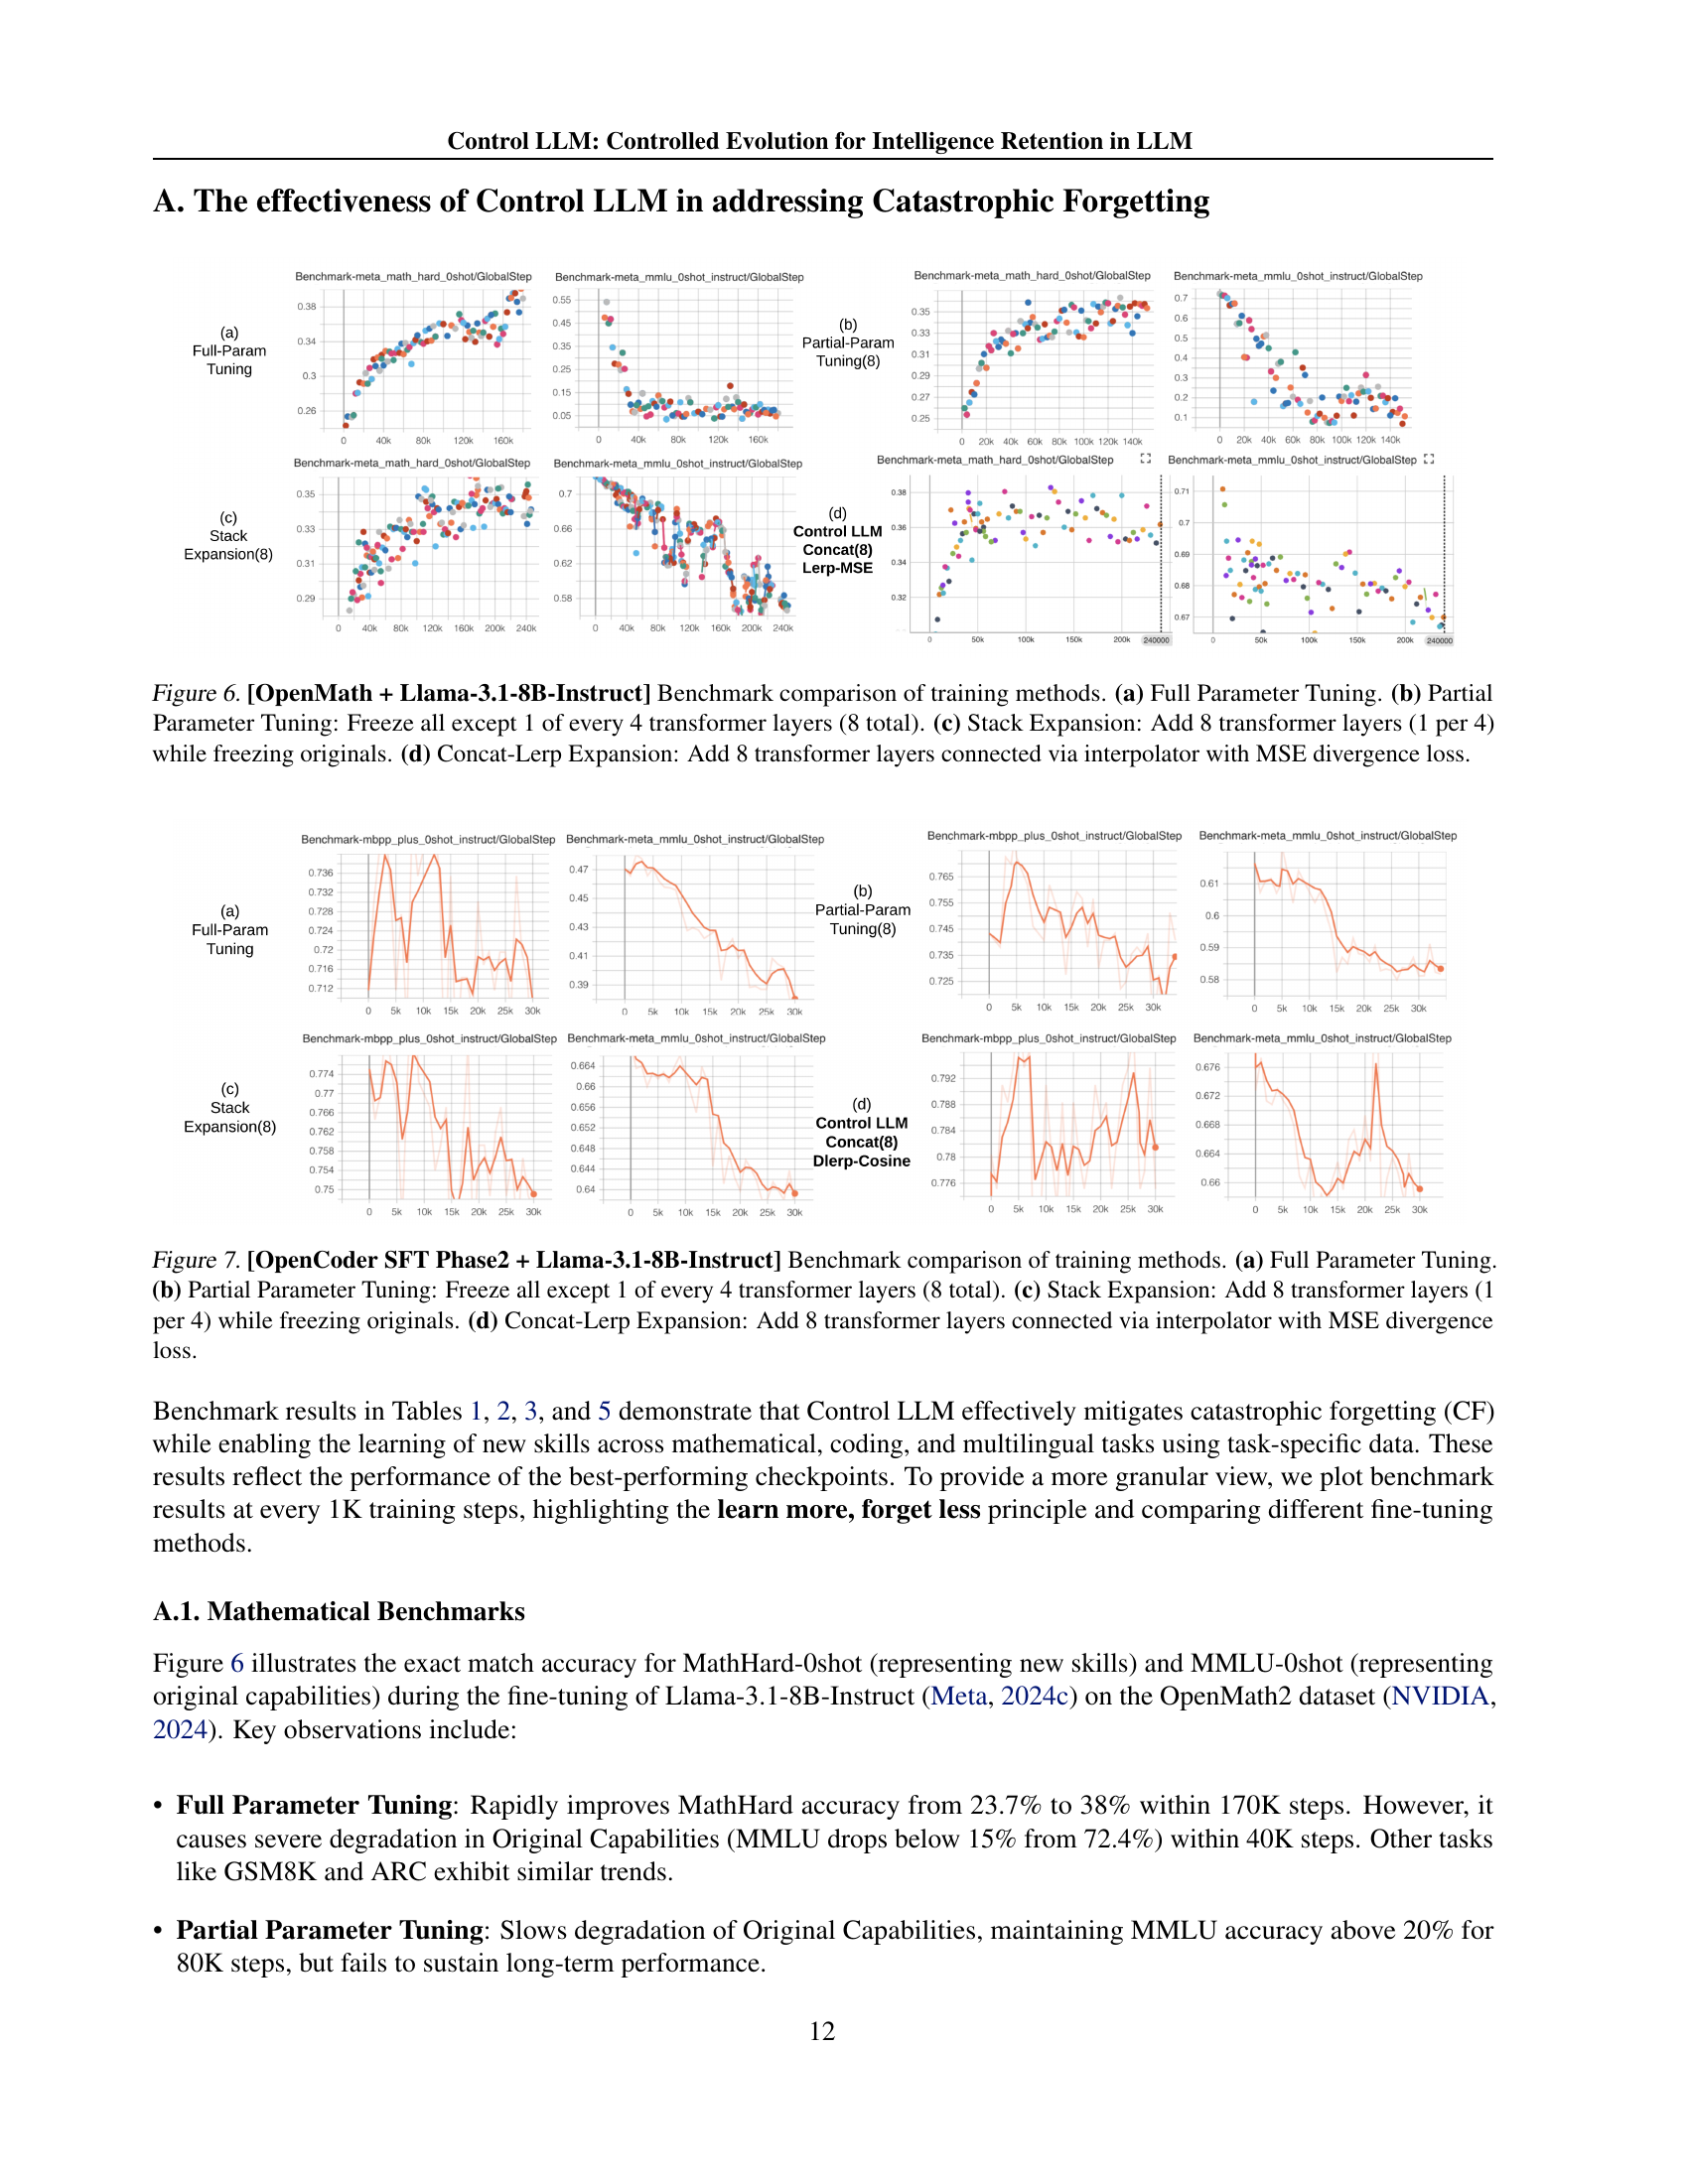 Control LLM: Controlled Evolution for Intelligence Retention in LLM
A. The effectiveness of Control LLM in addressing Catastrophic Forgetting
(a)
Full-Param
Tuning
Benchmark-meta_math_hard_0shot/GlobalStep
0.38
0.34
0.3
0.26
0 40k 80k 120k 160k
Benchmark-meta_mmlu_0shot_instruct/GlobalStep
0.55
0.45
0.35
0.25
0.15
0.05
0 40k 80k 120k 160k
(b)
Partial-Param
Tuning(8)
Benchmark-meta_math_hard_0shot/GlobalStep
0.35
0.33
0.31
0.29
0.27
0.25
0 20k 40k 60k 80k 100k 120k 140k
Benchmark-meta_mmlu_0shot_instruct/GlobalStep
0.7
0.6
0.5
0.4
0.3
0.2
0.1
0 20k 40k 60k 80k 100k 120k 140k
(c)
Stack
Expansion(8)
Benchmark-meta_math_hard_0shot/GlobalStep
0.35
0.33
0.31
0.29
0 40k 80k 120k 160k 200k 240k
Benchmark-meta_mmlu_0shot_instruct/GlobalStep
0.7
0.66
0.62
0.58
0 40k 80k 120k 160k 200k 240k
(d)
Control LLM
Concat(8)
Lerp-MSE
Benchmark-meta_math_hard_0shot/GlobalStep
0.38
0.36
0.34
0.32
0 50k 100k 150k 200k 240000
Benchmark-meta_mmlu_0shot_instruct/GlobalStep
0.71
0.7
0.69
0.68
0.67
0 50k 100k 150k 200k 240000
Figure 6. [OpenMath + Llama-3.1-8B-Instruct] Benchmark comparison of training methods. (a) Full Parameter Tuning. (b) Partial
Parameter Tuning: Freeze all except 1 of every 4 transformer layers (8 total). (c) Stack Expansion: Add 8 transformer layers (1 per 4)
while freezing originals. (d) Concat-Lerp Expansion: Add 8 transformer layers connected via interpolator with MSE divergence loss.
(a)
Full-Param
Tuning
Benchmark-mbpp_plus_0shot_instruct/GlobalStep
0.736
0.732
0.728
0.724
0.72
0.716
0.712
0 5k 10k 15k 20k 25k 30k
Benchmark-meta_mmlu_0shot_instruct/GlobalStep
0.47
0.45
0.43
0.41
0.39
0 5k 10k 15k 20k 25k 30k
(b)
Partial-Param
Tuning(8)
Benchmark-mbpp_plus_0shot_instruct/GlobalStep
0.765
0.755
0.745
0.735
0.725
0 5k 10k 15k 20k 25k 30k
Benchmark-meta_mmlu_0shot_instruct/GlobalStep
0.61
0.6
0.59
0.58
0 5k 10k 15k 20k 25k 30k
(c)
Stack
Expansion(8)
Benchmark-mbpp_plus_0shot_instruct/GlobalStep
0.774
0.77
0.766
0.762
0.758
0.754
0.75
0 5k 10k 15k 20k 25k 30k
Benchmark-meta_mmlu_0shot_instruct/GlobalStep
0.664
0.66
0.656
0.652
0.648
0.644
0.64
0 5k 10k 15k 20k 25k 30k
(d)
Control LLM
Concat(8)
Dlerp-Cosine
Benchmark-mbpp_plus_0shot_instruct/GlobalStep
0.792
0.788
0.784
0.78
0.776
0 5k 10k 15k 20k 25k 30k
Benchmark-meta_mmlu_0shot_instruct/GlobalStep
0.676
0.672
0.668
0.664
0.66
0 5k 10k 15k 20k 25k 30k
Figure 7. [OpenCoder SFT Phase2 + Llama-3.1-8B-Instruct] Benchmark comparison of training methods. (a) Full Parameter Tuning.
(b) Partial Parameter Tuning: Freeze all except 1 of every 4 transformer layers (8 total). (c) Stack Expansion: Add 8 transformer layers (1
per 4) while freezing originals. (d) Concat-Lerp Expansion: Add 8 transformer layers connected via interpolator with MSE divergence
loss.
Benchmark results in Tables 1, 2, 3, and 5 demonstrate that Control LLM effectively mitigates catastrophic forgetting (CF)
while enabling the learning of new skills across mathematical, coding, and multilingual tasks using task-specific data. These
results reflect the performance of the best-performing checkpoints. To provide a more granular view, we plot benchmark
results at every 1K training steps, highlighting the learn more, forget less principle and comparing different fine-tuning
methods.
A.1. Mathematical Benchmarks
Figure 6 illustrates the exact match accuracy for MathHard-0shot (representing new skills) and MMLU-0shot (representing
original capabilities) during the fine-tuning of Llama-3.1-8B-Instruct (Meta, 2024c) on the OpenMath2 dataset (NVIDIA,
2024). Key observations include:
• Full Parameter Tuning: Rapidly improves MathHard accuracy from 23.7% to 38% within 170K steps. However, it
causes severe degradation in Original Capabilities (MMLU drops below 15% from 72.4%) within 40K steps. Other tasks
like GSM8K and ARC exhibit similar trends.
• Partial Parameter Tuning: Slows degradation of Original Capabilities, maintaining MMLU accuracy above 20% for
80K steps, but fails to sustain long-term performance.
12